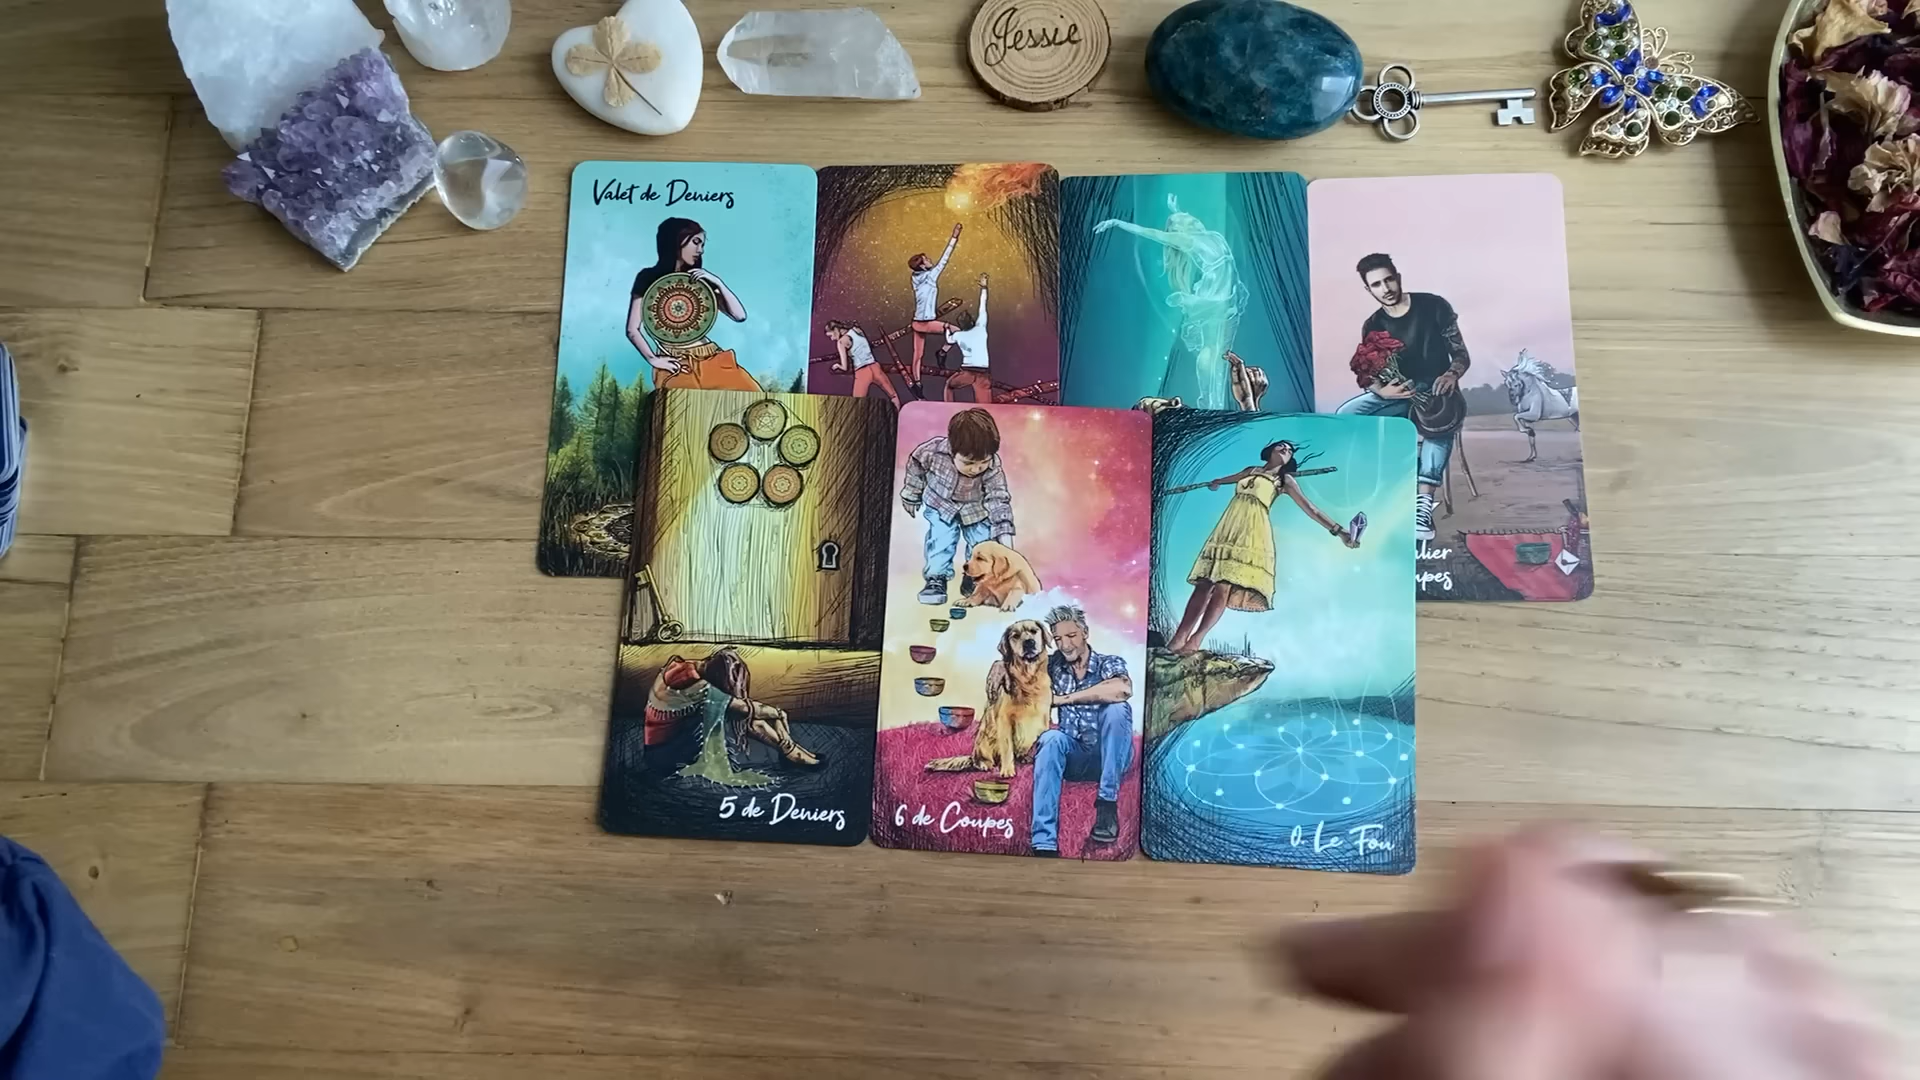 Jessie
Valet de Deniers
5 de Deniers
6 de Coupes
0. Le Fou